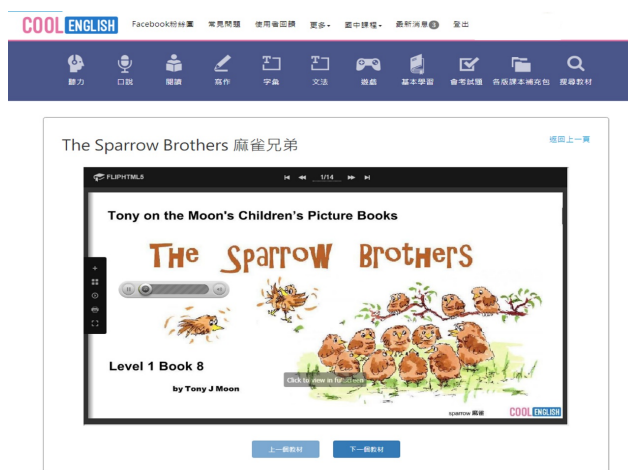 COOL ENGLISH
Facebook粉絲團 常見問題 使用者回饋 更多 國中課程 最新消息 3 登出
聽力 口說 閱讀 寫作 字彙 文法 遊戲 基本學習 會考試題 各版課本補充包 搜尋教材
The Sparrow Brothers 麻雀兄弟
返回上一頁
FLIPHTML5
1/14
Tony on the Moon's Children's Picture Books
The Sparrow Brothers
Level 1 Book 8
by Tony J Moon
Click to view in fullscreen
sparrow 麻雀
COOL ENGLISH
上一個教材 下一個教材